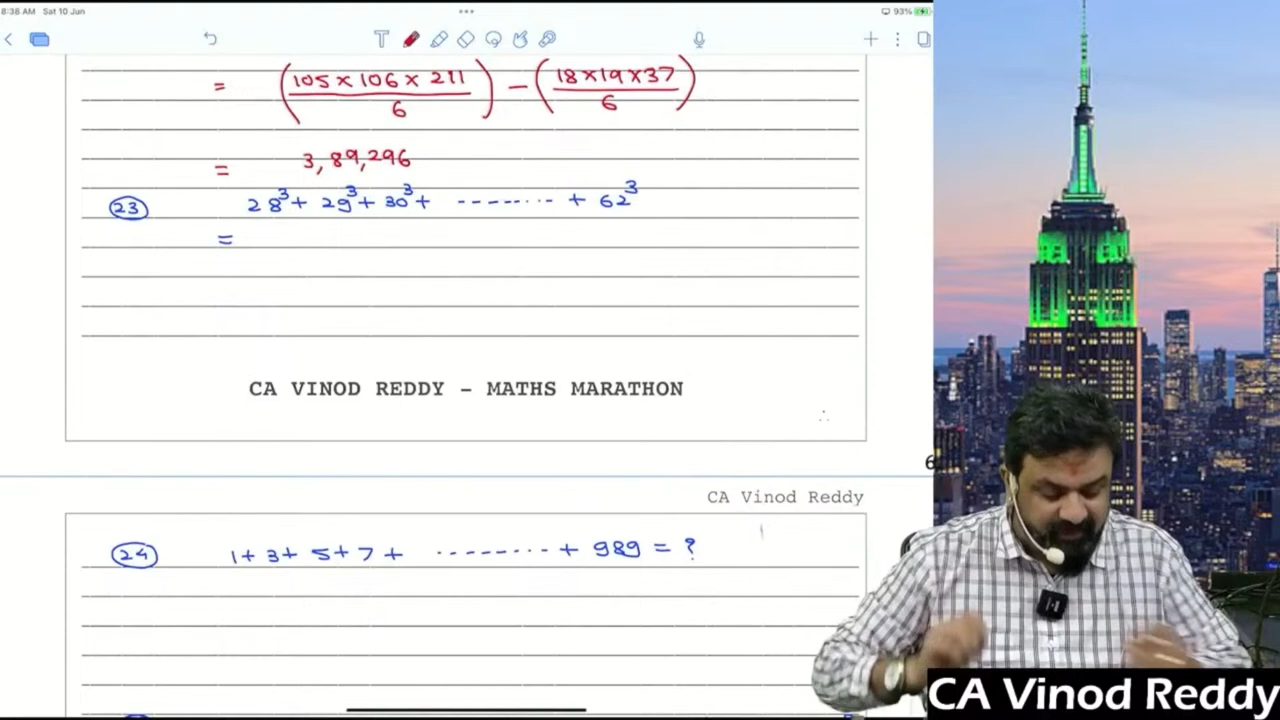 8:38 AM Sat 10 Jun
93%
T
= (105×106×211/6) − (18×19×37/6)
= 3,89,296
23 28³ + 29³ + 30³ + -------- + 62³
=
CA VINOD REDDY - MATHS MARATHON
6
CA Vinod Reddy
24 1+3+5+7+ --------- + 989 = ?
CA Vinod Reddy